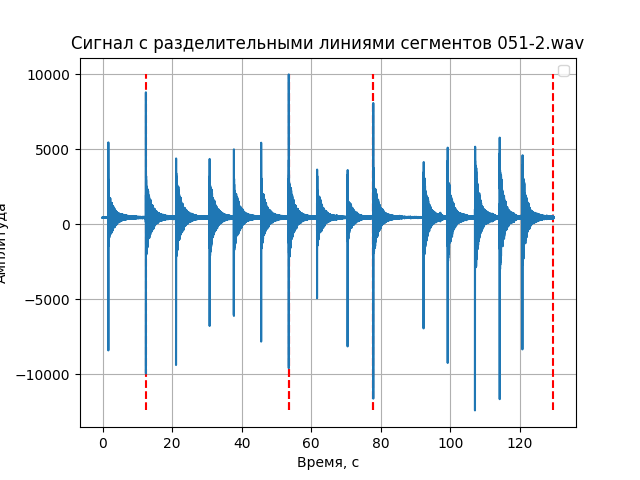 Сигнал с разделительными линиями сегментов 051-2.wav
10000
5000
0
−5000
−10000
Амплитуда
0 20 40 60 80 100 120
Время, с